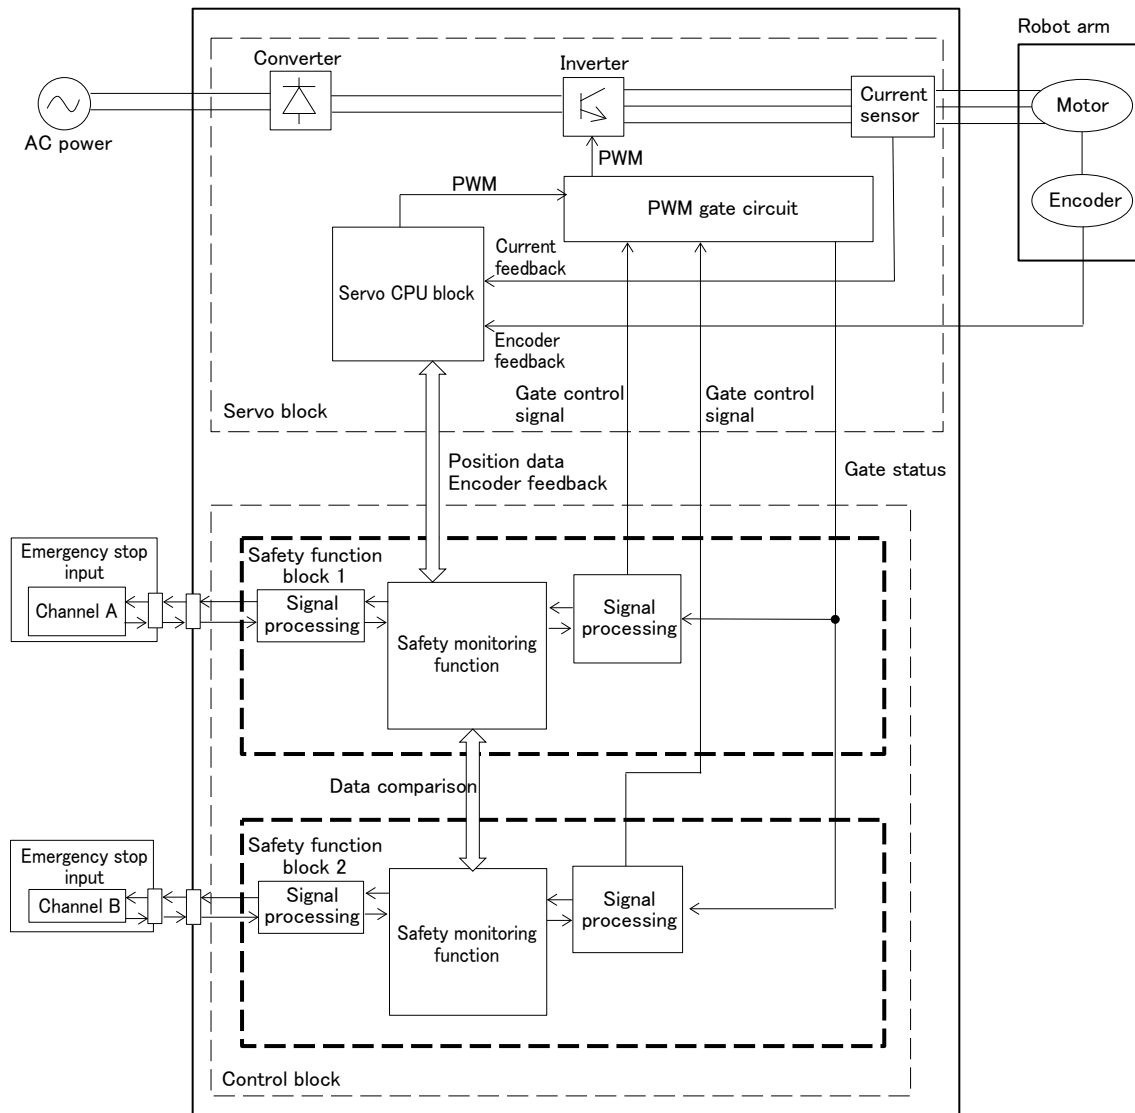 Robot arm
Converter
Inverter
Current
sensor
Motor
AC power
PWM
PWM
PWM gate circuit
Encoder
Current
feedback
Servo CPU block
Encoder
feedback
Gate control
signal
Gate control
signal
Servo block
Position data
Encoder feedback
Gate status
Emergency stop
input
Channel A
Safety function
block 1
Signal
processing
Safety monitoring
function
Signal
processing
Data comparison
Emergency stop
input
Channel B
Safety function
block 2
Signal
processing
Safety monitoring
function
Signal
processing
Control block